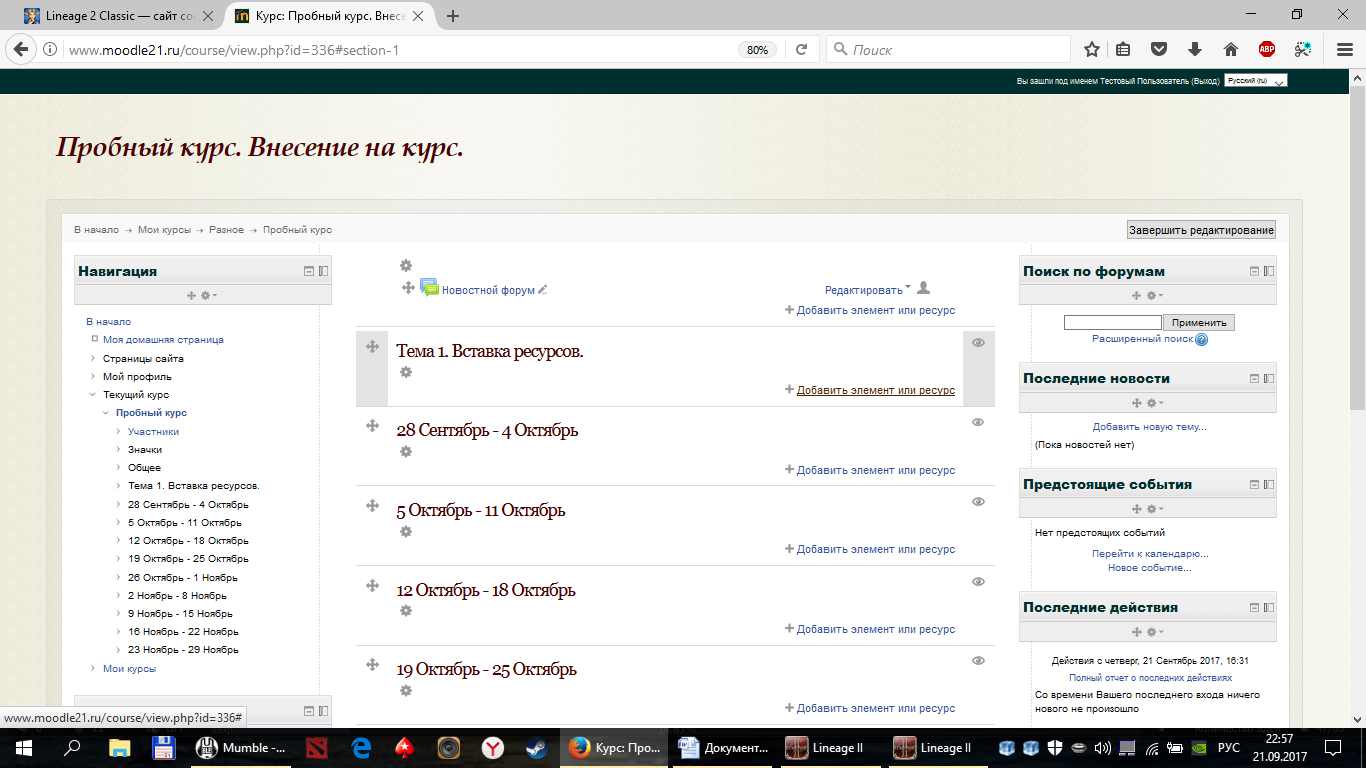 Lineage 2 Classic — сайт со
Курс: Пробный курс. Внесе
www.moodle21.ru/course/view.php?id=336#section-1
80%
Поиск
ABP
Вы зашли под именем Тестовый Пользователь (Выход)
Русский (ru)
Пробный курс. Внесение на курс.
В начало → Мои курсы → Разное → Пробный курс
Завершить редактирование
Навигация
В начало
Моя домашняя страница
Страницы сайта
Мой профиль
Текущий курс
Пробный курс
Участники
Значки
Общее
Тема 1. Вставка ресурсов.
28 Сентябрь - 4 Октябрь
5 Октябрь - 11 Октябрь
12 Октябрь - 18 Октябрь
19 Октябрь - 25 Октябрь
26 Октябрь - 1 Ноябрь
2 Ноябрь - 8 Ноябрь
9 Ноябрь - 15 Ноябрь
16 Ноябрь - 22 Ноябрь
23 Ноябрь - 29 Ноябрь
Мои курсы
Новостной форум
Редактировать
Добавить элемент или ресурс
Тема 1. Вставка ресурсов.
Добавить элемент или ресурс
28 Сентябрь - 4 Октябрь
Добавить элемент или ресурс
5 Октябрь - 11 Октябрь
Добавить элемент или ресурс
12 Октябрь - 18 Октябрь
Добавить элемент или ресурс
19 Октябрь - 25 Октябрь
Добавить элемент или ресурс
Поиск по форумам
Применить
Расширенный поиск
Последние новости
Добавить новую тему...
(Пока новостей нет)
Предстоящие события
Нет предстоящих событий
Перейти к календарю...
Новое событие...
Последние действия
Действия с четверг, 21 Сентябрь 2017, 16:31
Полный отчет о последних действиях
Со времени Вашего последнего входа ничего
нового не произошло
www.moodle21.ru/course/view.php?id=336#
Mumble -...
Курс: Про...
Документ...
Lineage II
Lineage II
РУС
22:57
21.09.2017